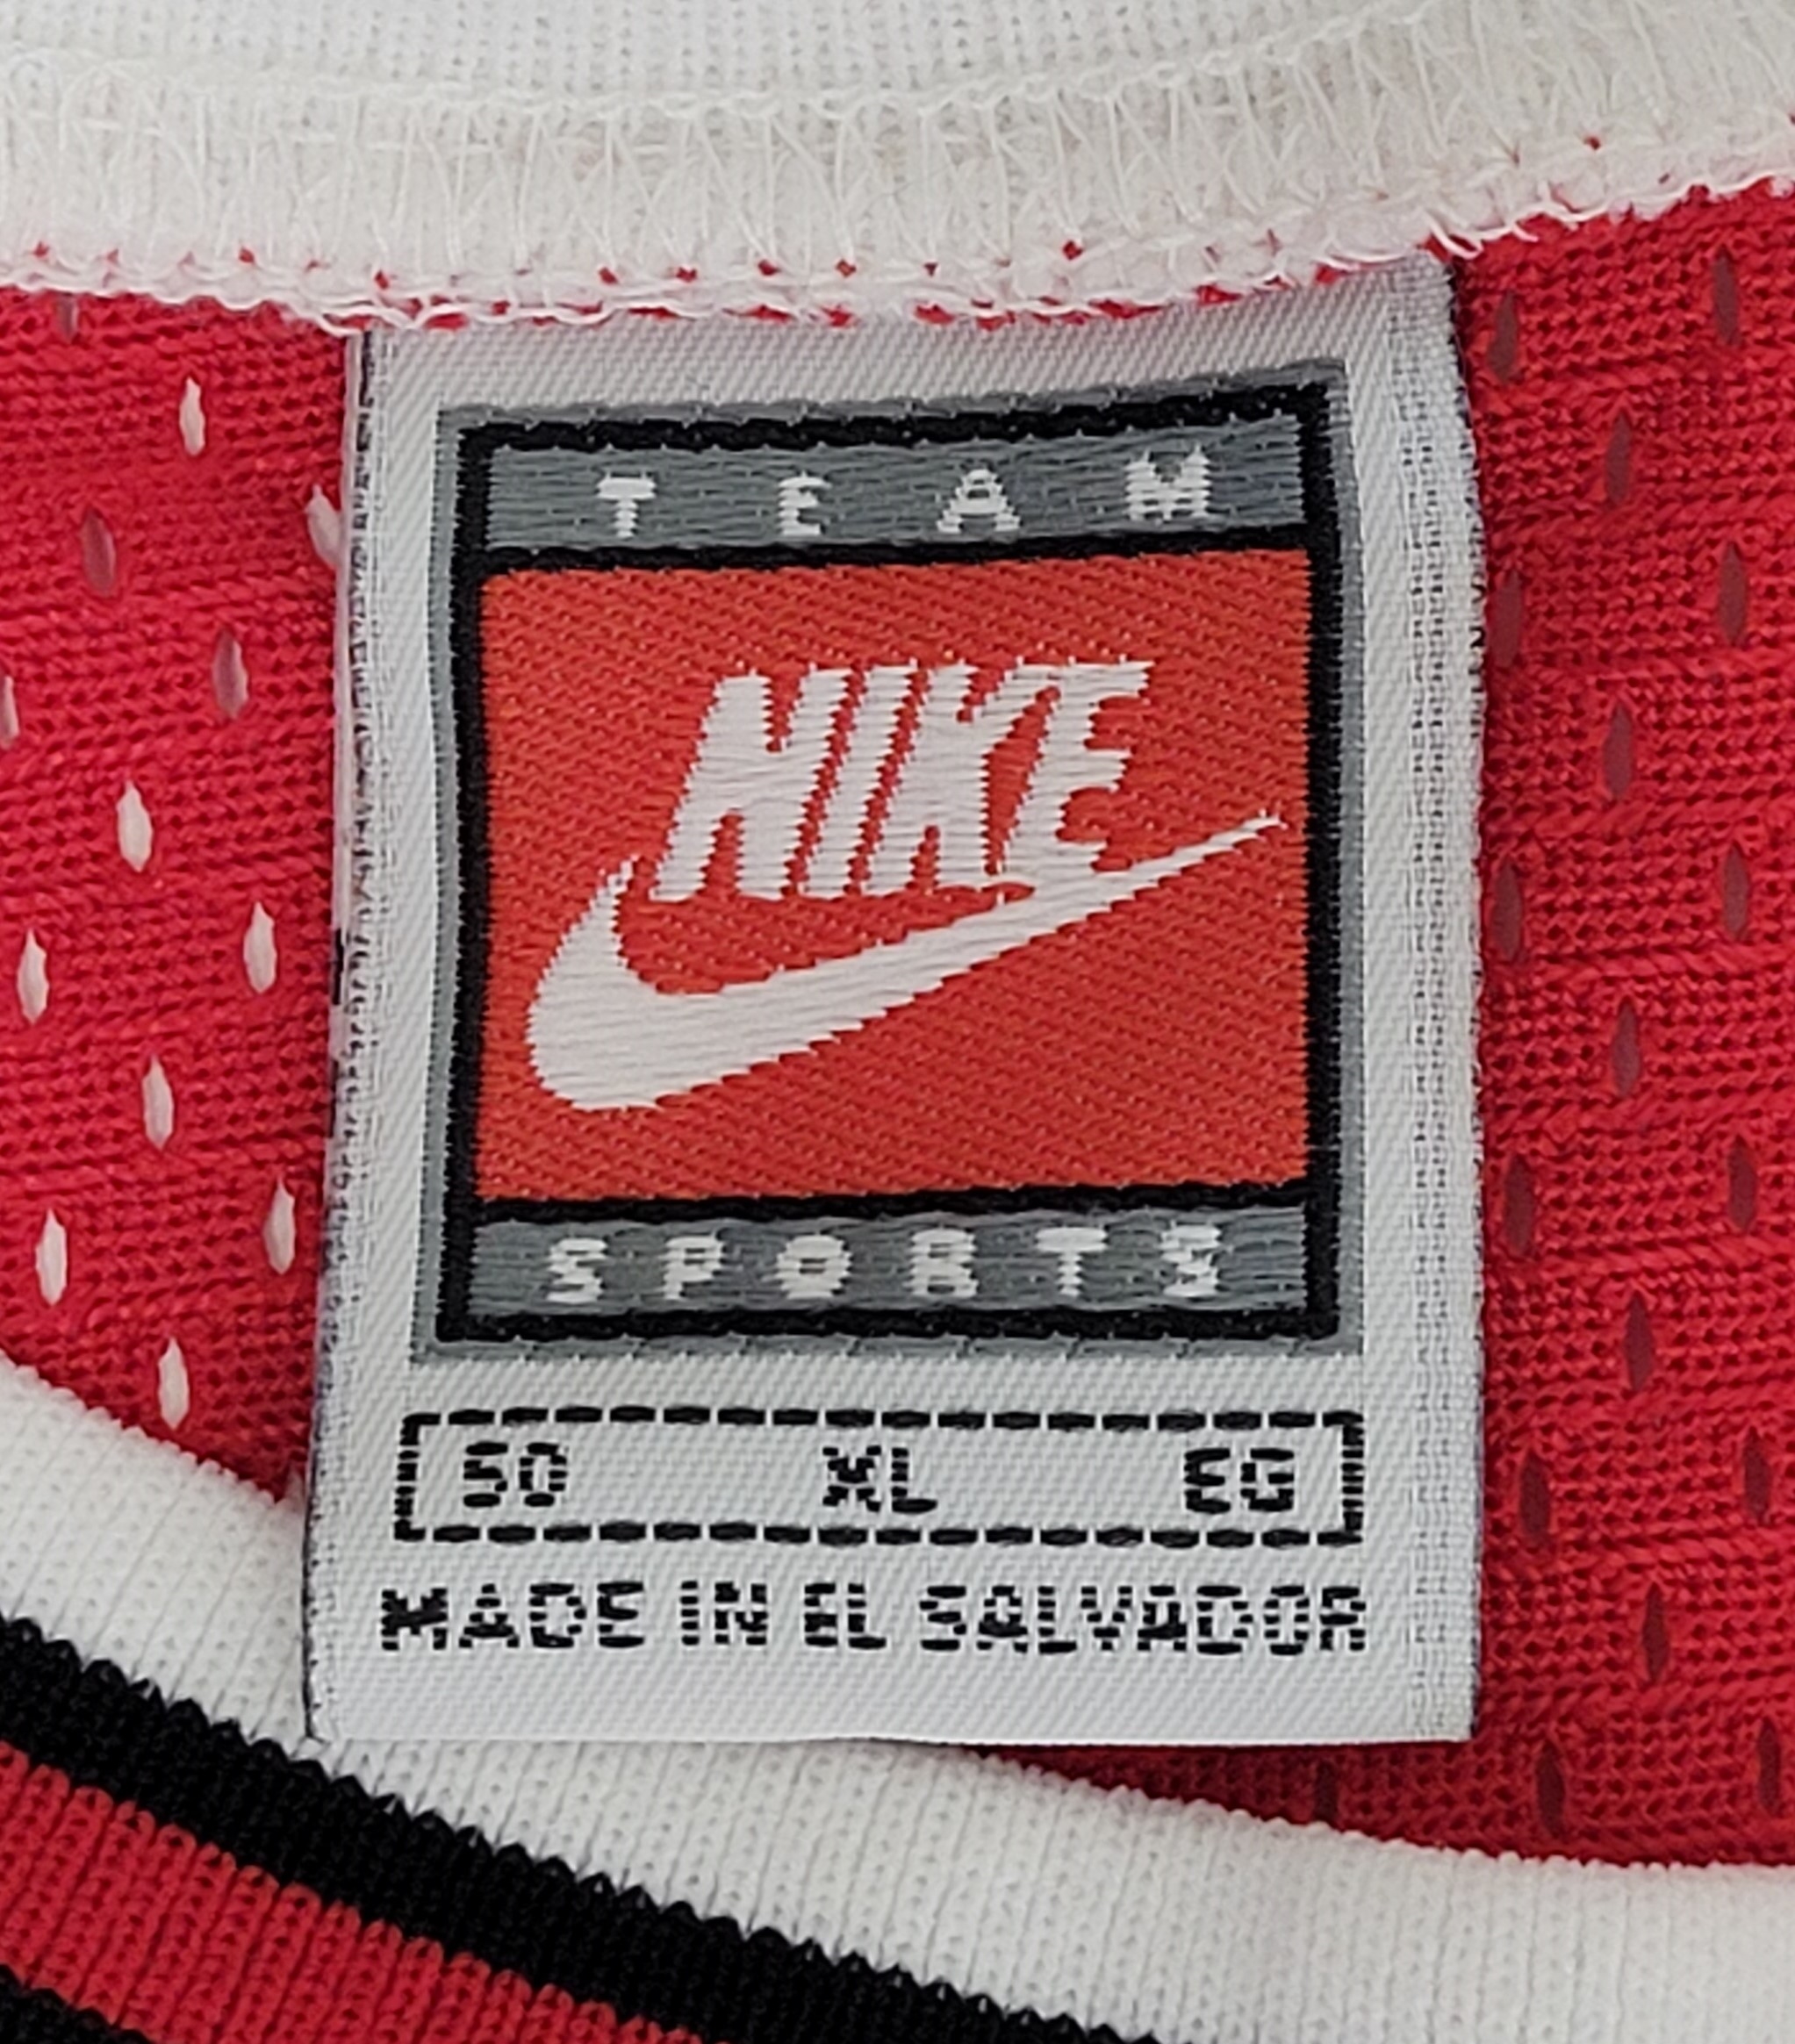 TEAM
NIKE
SPORTS
50 XL EG
MADE IN EL SALVADOR